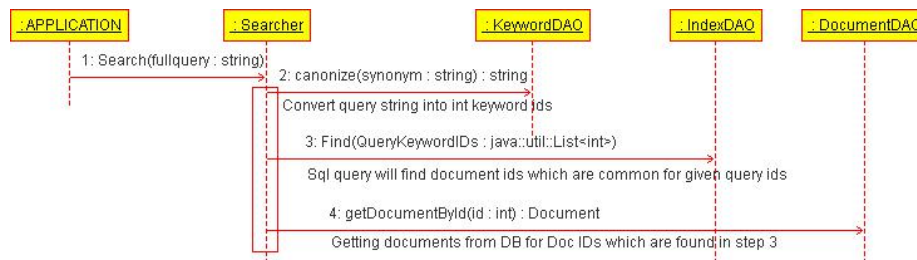 : APPLICATION
: Searcher
: KeywordDAO
: IndexDAO
: DocumentDAO
1: Search(fullquery : string)
2: canonize(synonym : string) : string
Convert query string into int keyword ids
3: Find(QueryKeywordIDs : java::util::List<int>)
Sql query will find document ids which are common for given query ids
4: getDocumentById(id : int) : Document
Getting documents from DB for Doc IDs which are found in step 3